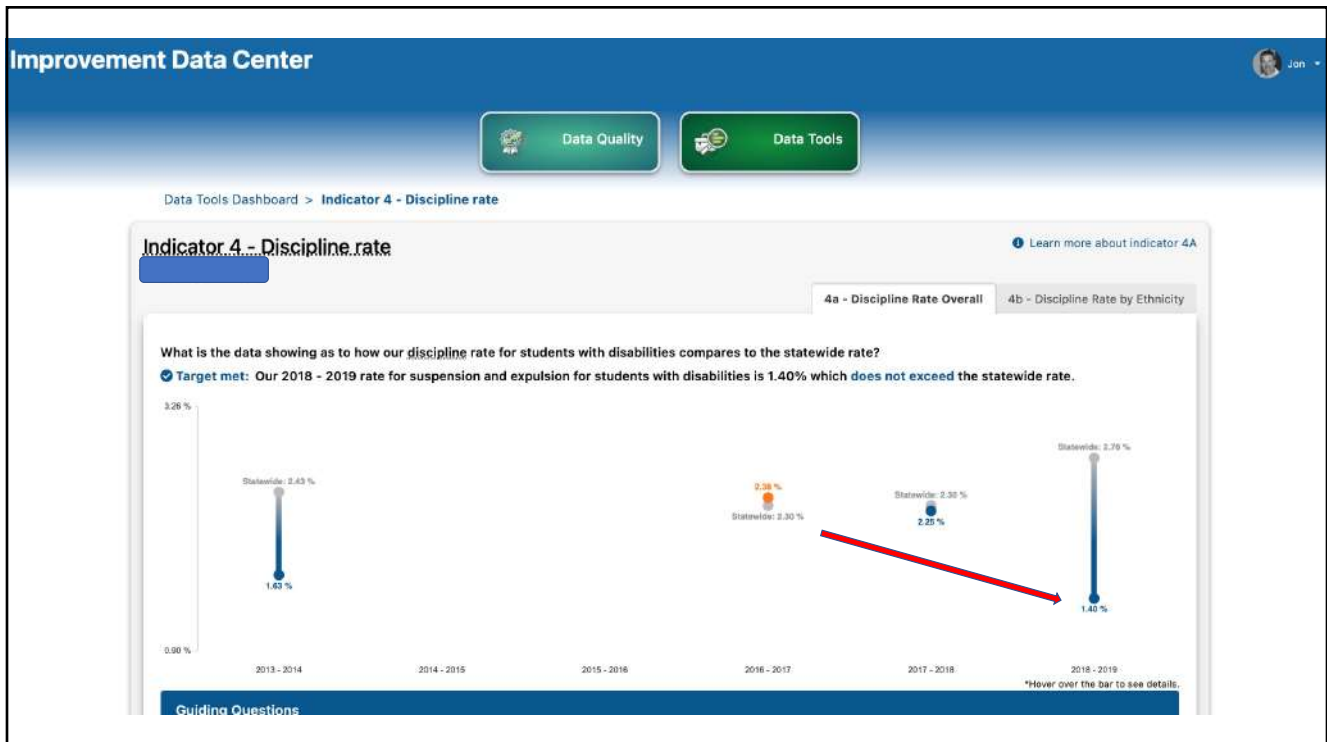 Improvement Data Center
Jon
Data Quality
Data Tools
Data Tools Dashboard > Indicator 4 - Discipline rate
Indicator 4 - Discipline rate
Learn more about indicator 4A
4a - Discipline Rate Overall
4b - Discipline Rate by Ethnicity
What is the data showing as to how our discipline rate for students with disabilities compares to the statewide rate?
Target met: Our 2018 - 2019 rate for suspension and expulsion for students with disabilities is 1.40% which does not exceed the statewide rate.
3.26 %
Statewide: 2.76 %
Statewide: 2.43 %
2.38 %
Statewide: 2.30 %
Statewide: 2.30 %
2.25 %
1.63 %
1.40 %
0.90 %
2013 - 2014
2014 - 2015
2015 - 2016
2016 - 2017
2017 - 2018
2018 - 2019
*Hover over the bar to see details.
Guiding Questions